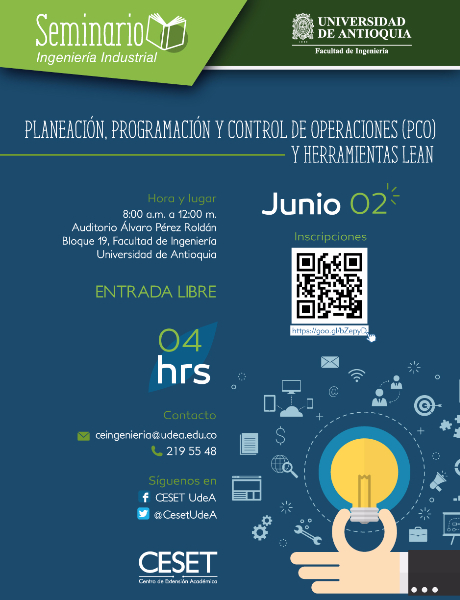 Seminario
Ingeniería Industrial
UNIVERSIDAD
DE ANTIOQUIA
Facultad de Ingeniería
PLANEACIÓN, PROGRAMACIÓN Y CONTROL DE OPERACIONES (PCO)
Y HERRAMIENTAS LEAN
Hora y lugar
8:00 a.m. a 12:00 m.
Auditorio Álvaro Pérez Roldán
Bloque 19, Facultad de Ingeniería
Universidad de Antioquia
ENTRADA LIBRE
Junio 02
Inscripciones
04
hrs
Contacto
ceingenieria@udea.edu.co
219 55 48
Síguenos en
CESET UdeA
@CesetUdeA
CESET
Centro de Extensión Académica